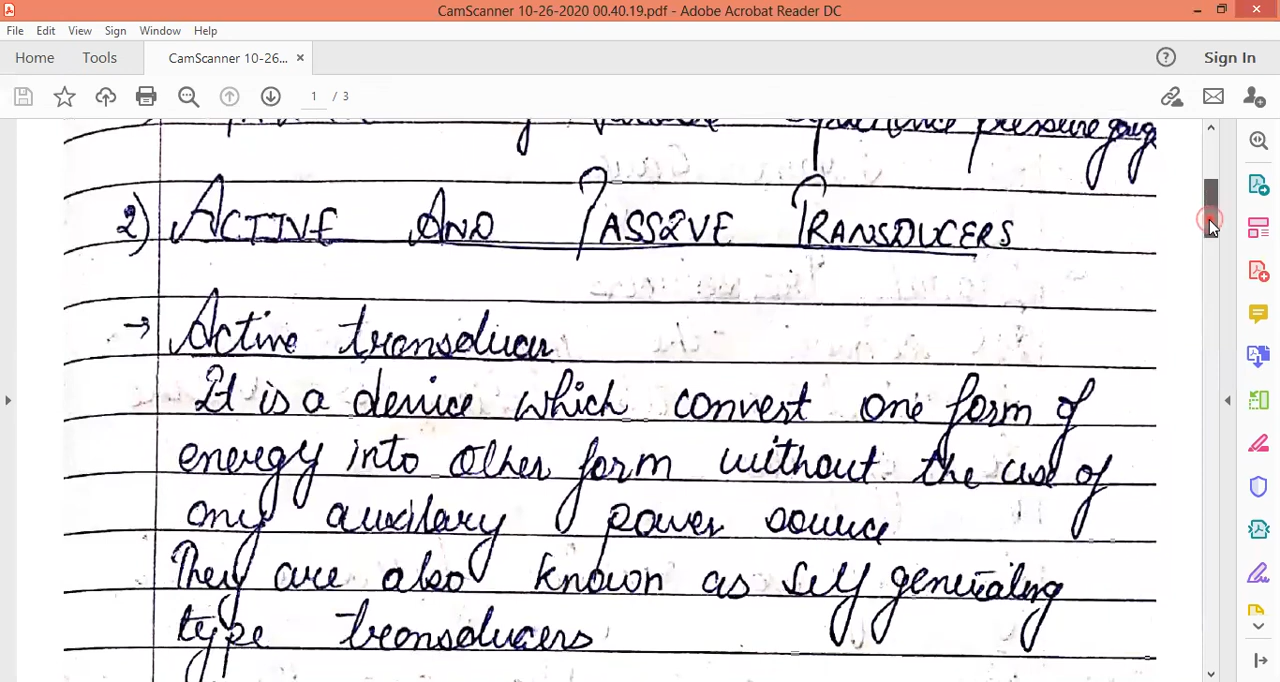 CamScanner 10-26-2020 00.40.19.pdf - Adobe Acrobat Reader DC
File Edit View Sign Window Help
Home Tools CamScanner 10-26... × Sign In
1 / 3
pressure gaug
2) ACTIVE AND PASSIVE TRANSDUCERS
→ Active transducer
It is a device which convert one form of
energy into other form without the use of
any auxilary power source
They are also known as self generating
type transducers